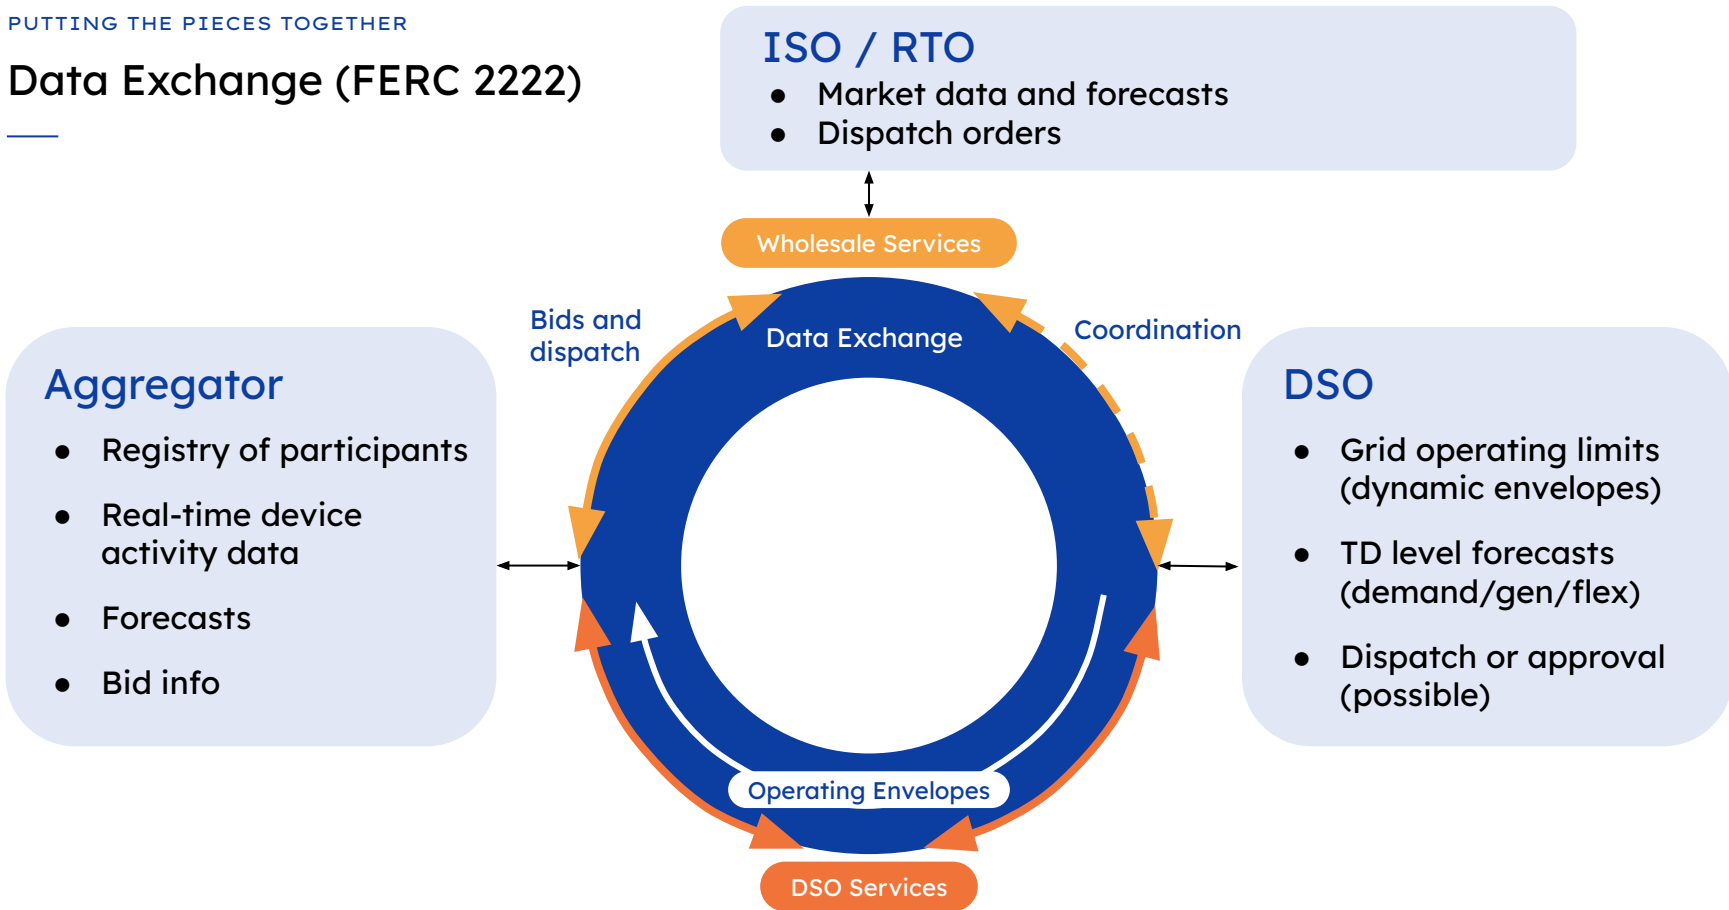 PUTTING THE PIECES TOGETHER
Data Exchange (FERC 2222)
ISO / RTO
● Market data and forecasts
● Dispatch orders
Wholesale Services
Bids and
dispatch
Data Exchange
Coordination
Aggregator
● Registry of participants
● Real-time device
activity data
● Forecasts
● Bid info
DSO
● Grid operating limits
(dynamic envelopes)
● TD level forecasts
(demand/gen/flex)
● Dispatch or approval
(possible)
Operating Envelopes
DSO Services